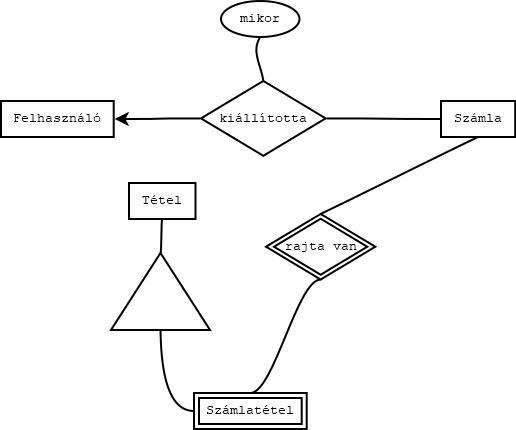 mikor
Felhasználó
kiállította
Számla
Tétel
rajta van
Számlatétel